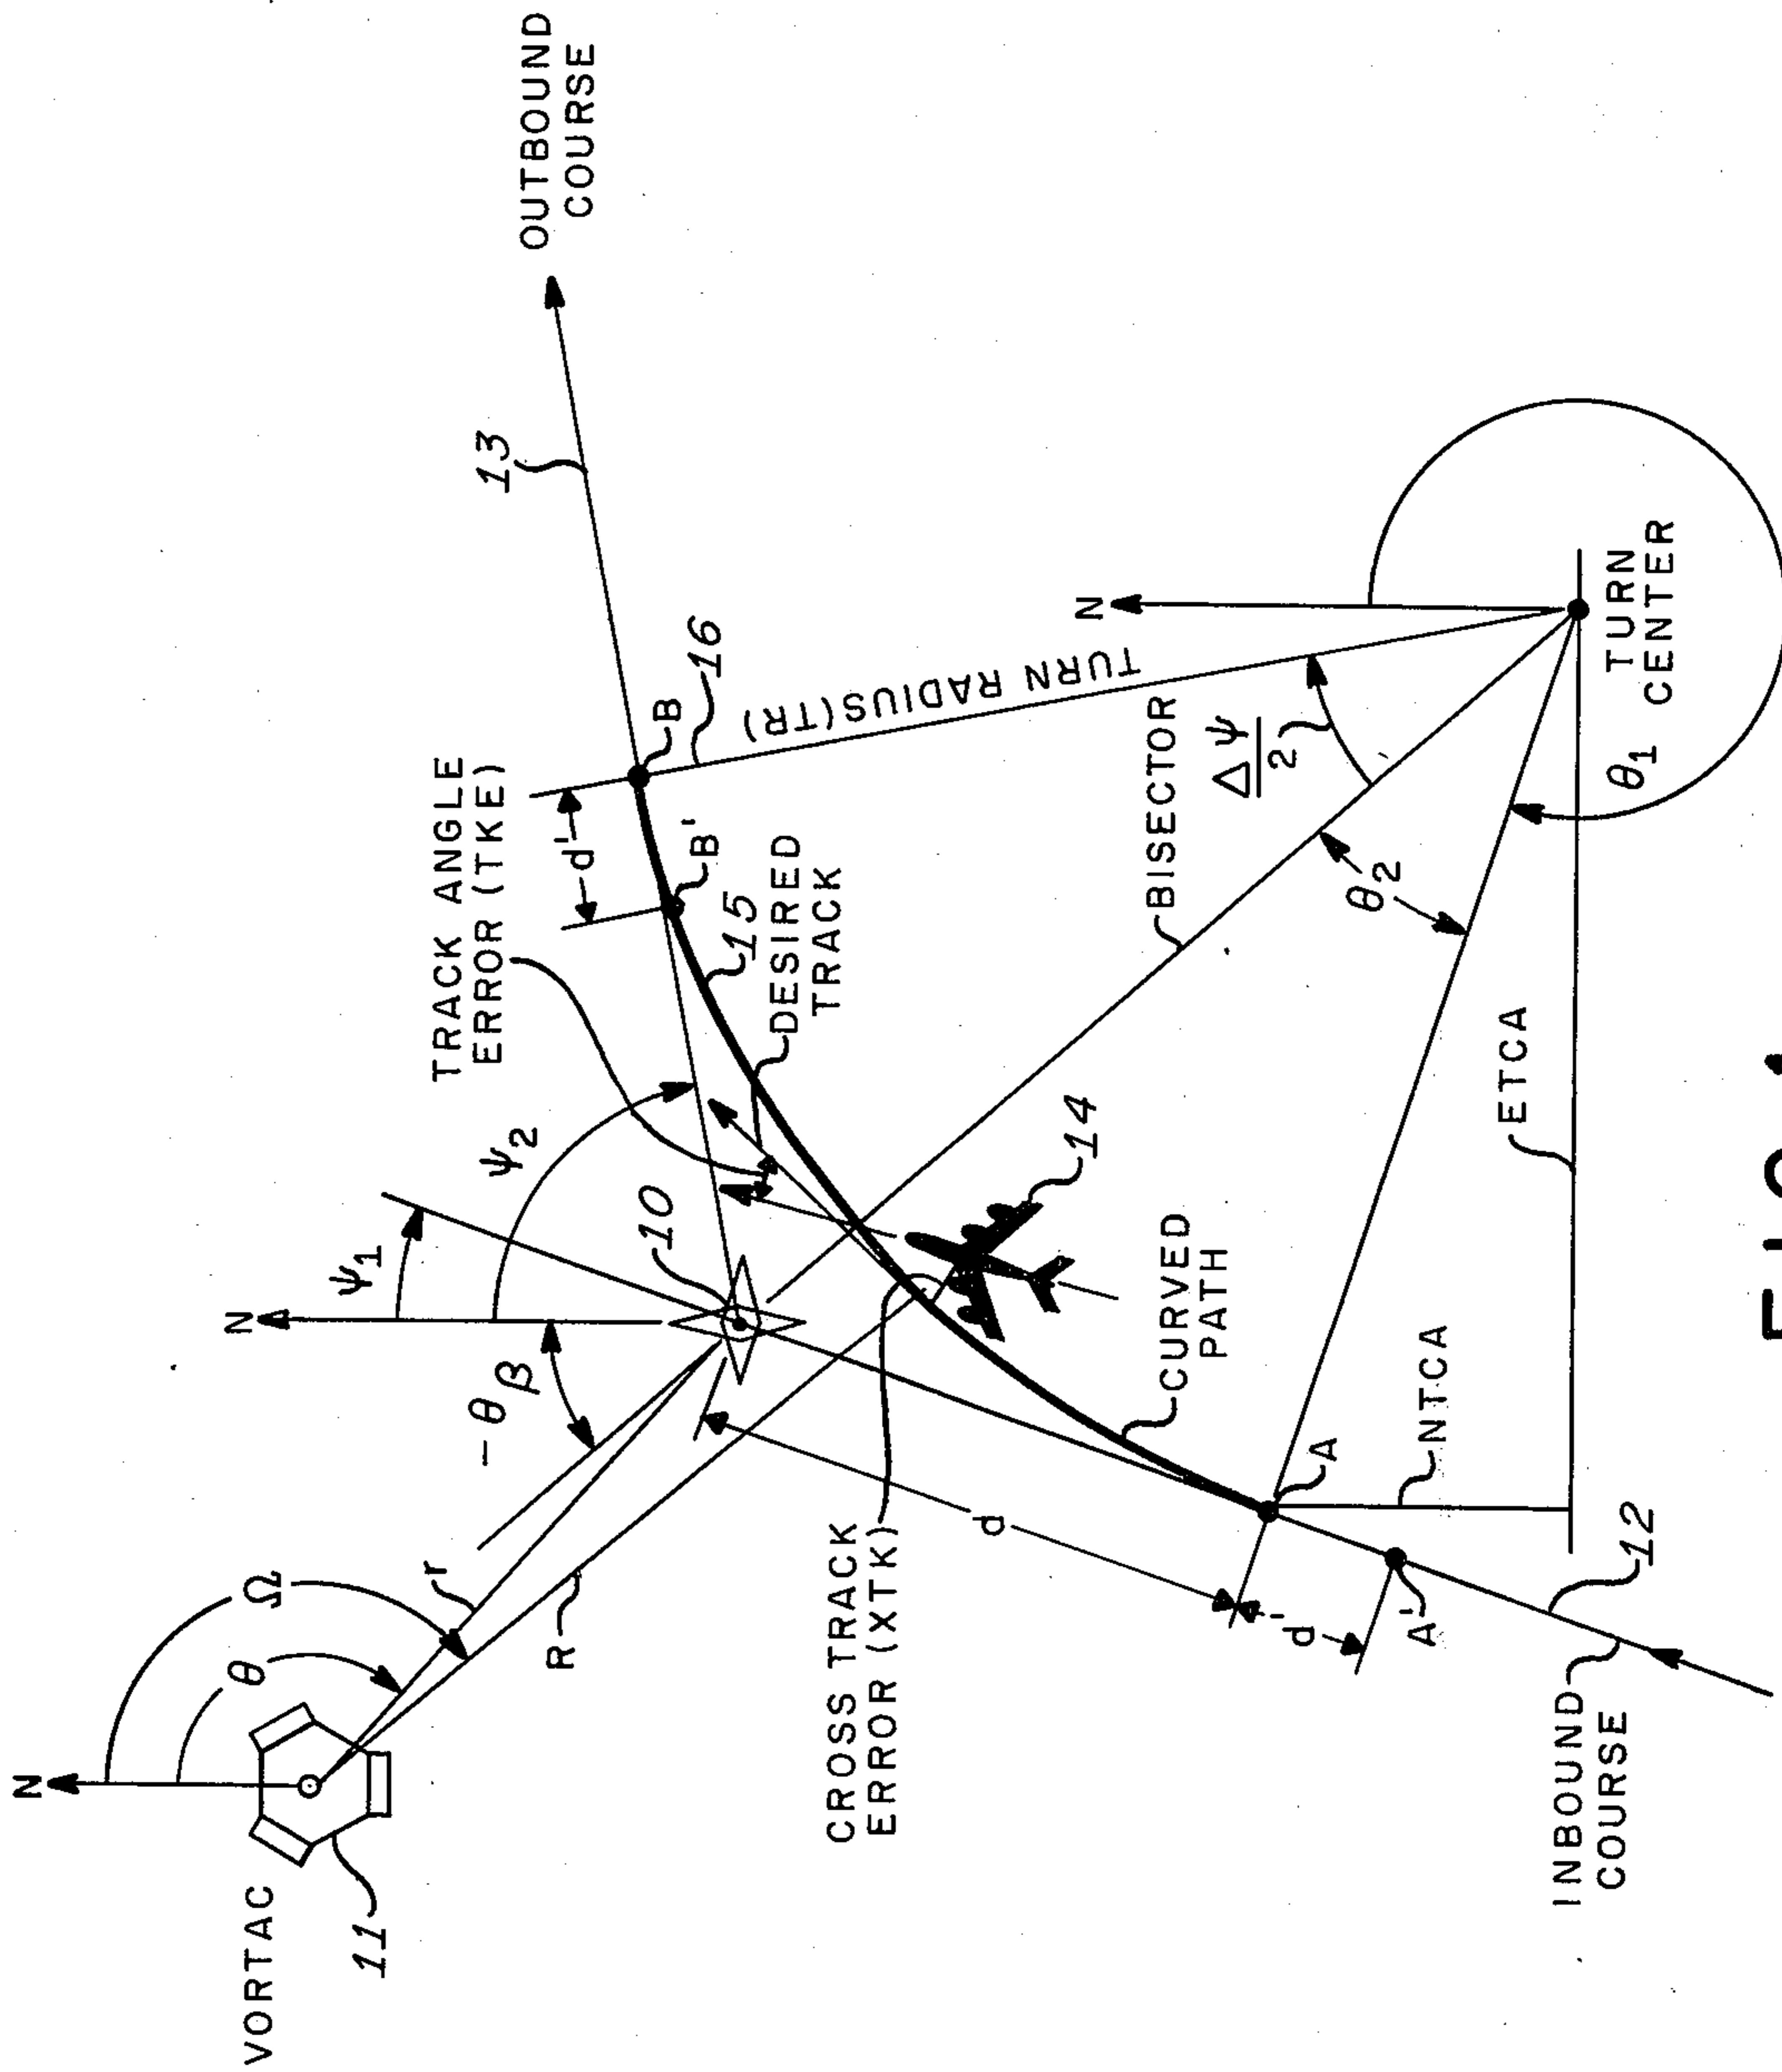 N
VORTAC
11
θ
Ω
r
R
N
ψ1
ψ2
-θβ
10
TRACK ANGLE
ERROR (TKE)
d'
B'
B
13
OUTBOUND
COURSE
15
DESIRED
TRACK
16
TURN RADIUS (TR)
CROSS TRACK
ERROR (XTK)
14
d
d'
CURVED
PATH
A
A'
NTCA
ETCA
12
INBOUND
COURSE
BISECTOR
Δψ
2
θ2
N
TURN
CENTER
θ1